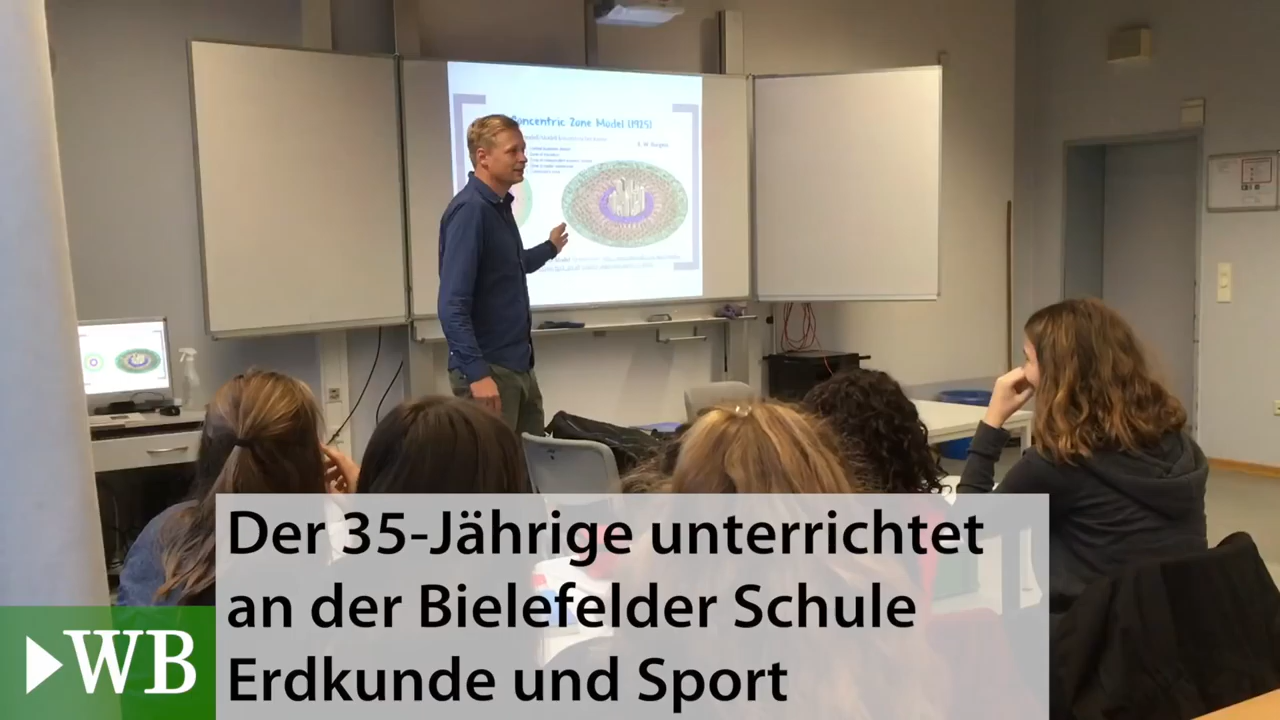 Concentric Zone Model (1925)
Der 35-Jährige unterrichtet
an der Bielefelder Schule
Erdkunde und Sport
WB